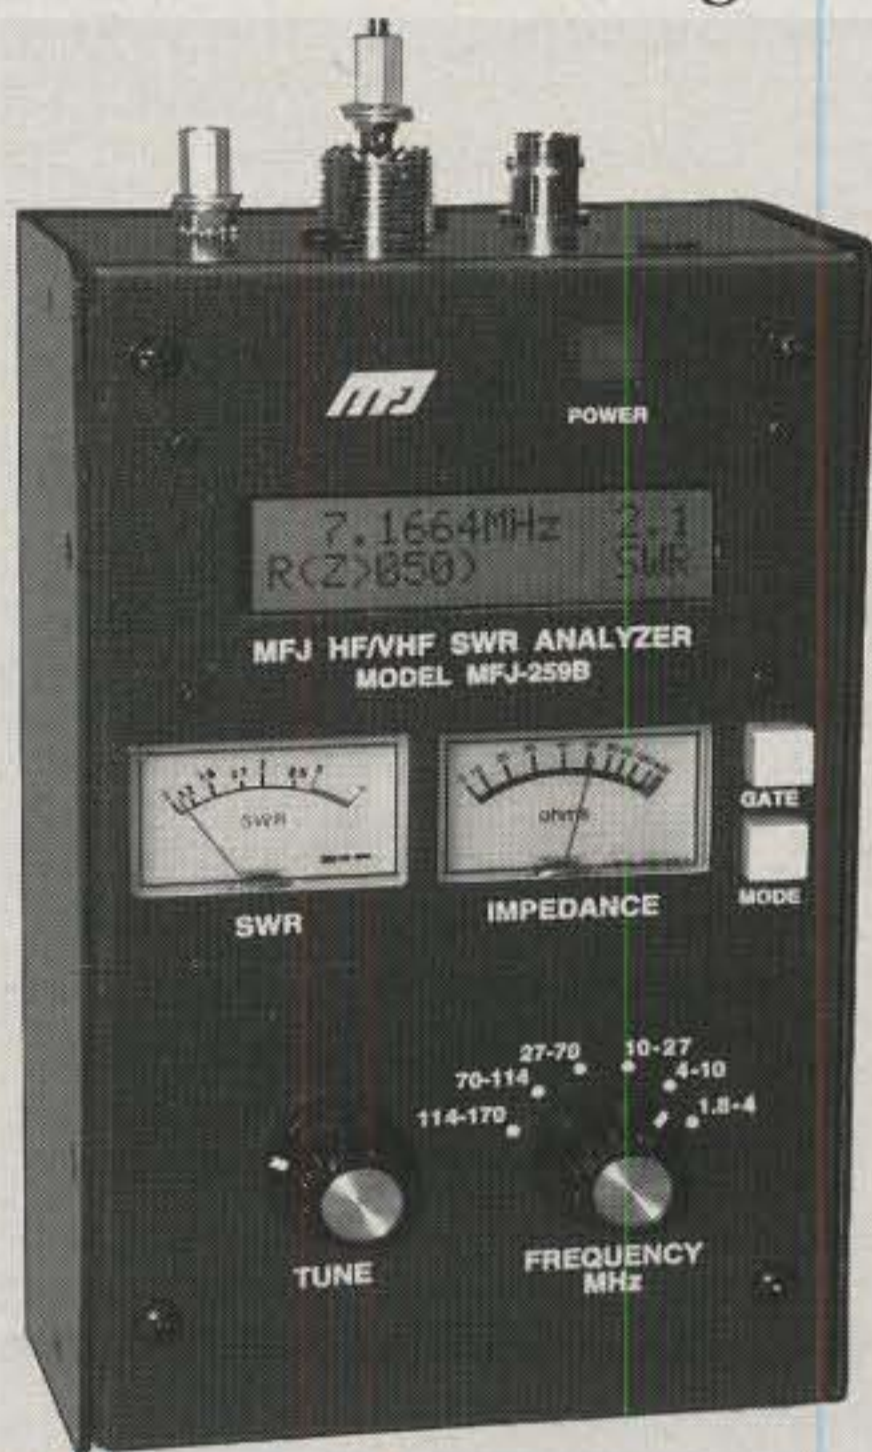 g
MFJ
POWER
7.1664MHz 2.1
R(Z>650) SWR
MFJ HF/VHF SWR ANALYZER
MODEL MFJ-259B
SWR
ohms
GATE
MODE
SWR
IMPEDANCE
27-70
10-27
70-114
4-10
114-170
1.8-4
TUNE
FREQUENCY
MHz